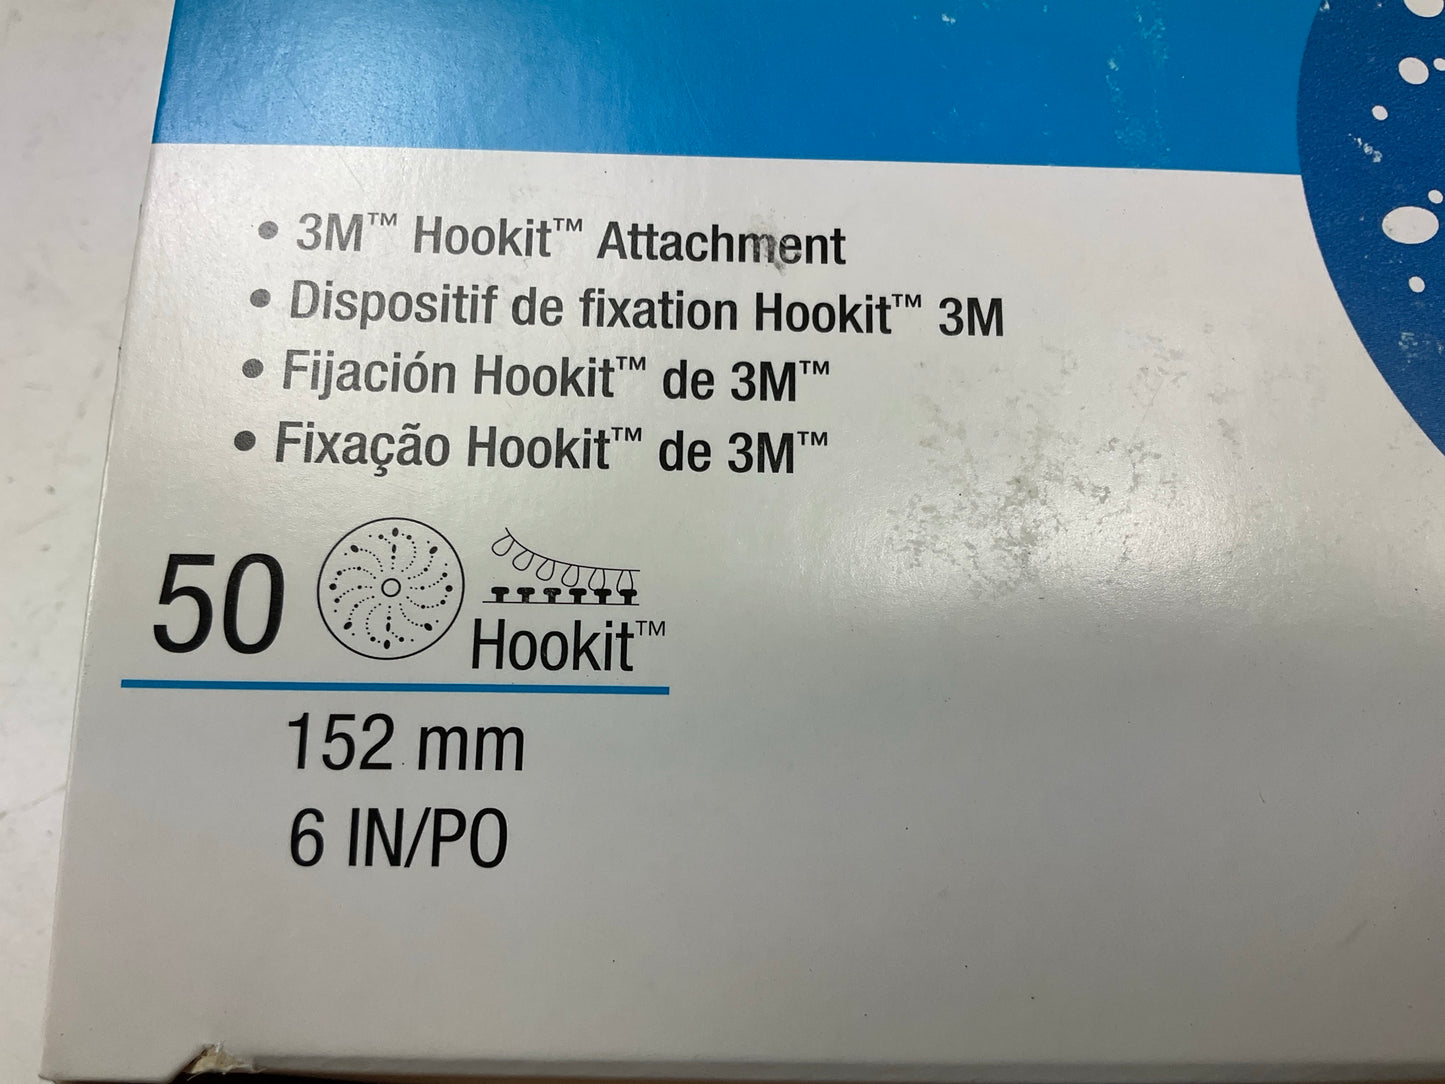 • 3M™ Hookit™ Attachment
• Dispositif de fixation Hookit™ 3M
• Fijación Hookit™ de 3M™
• Fixação Hookit™ de 3M™
50
Hookit™
152 mm
6 IN/PO